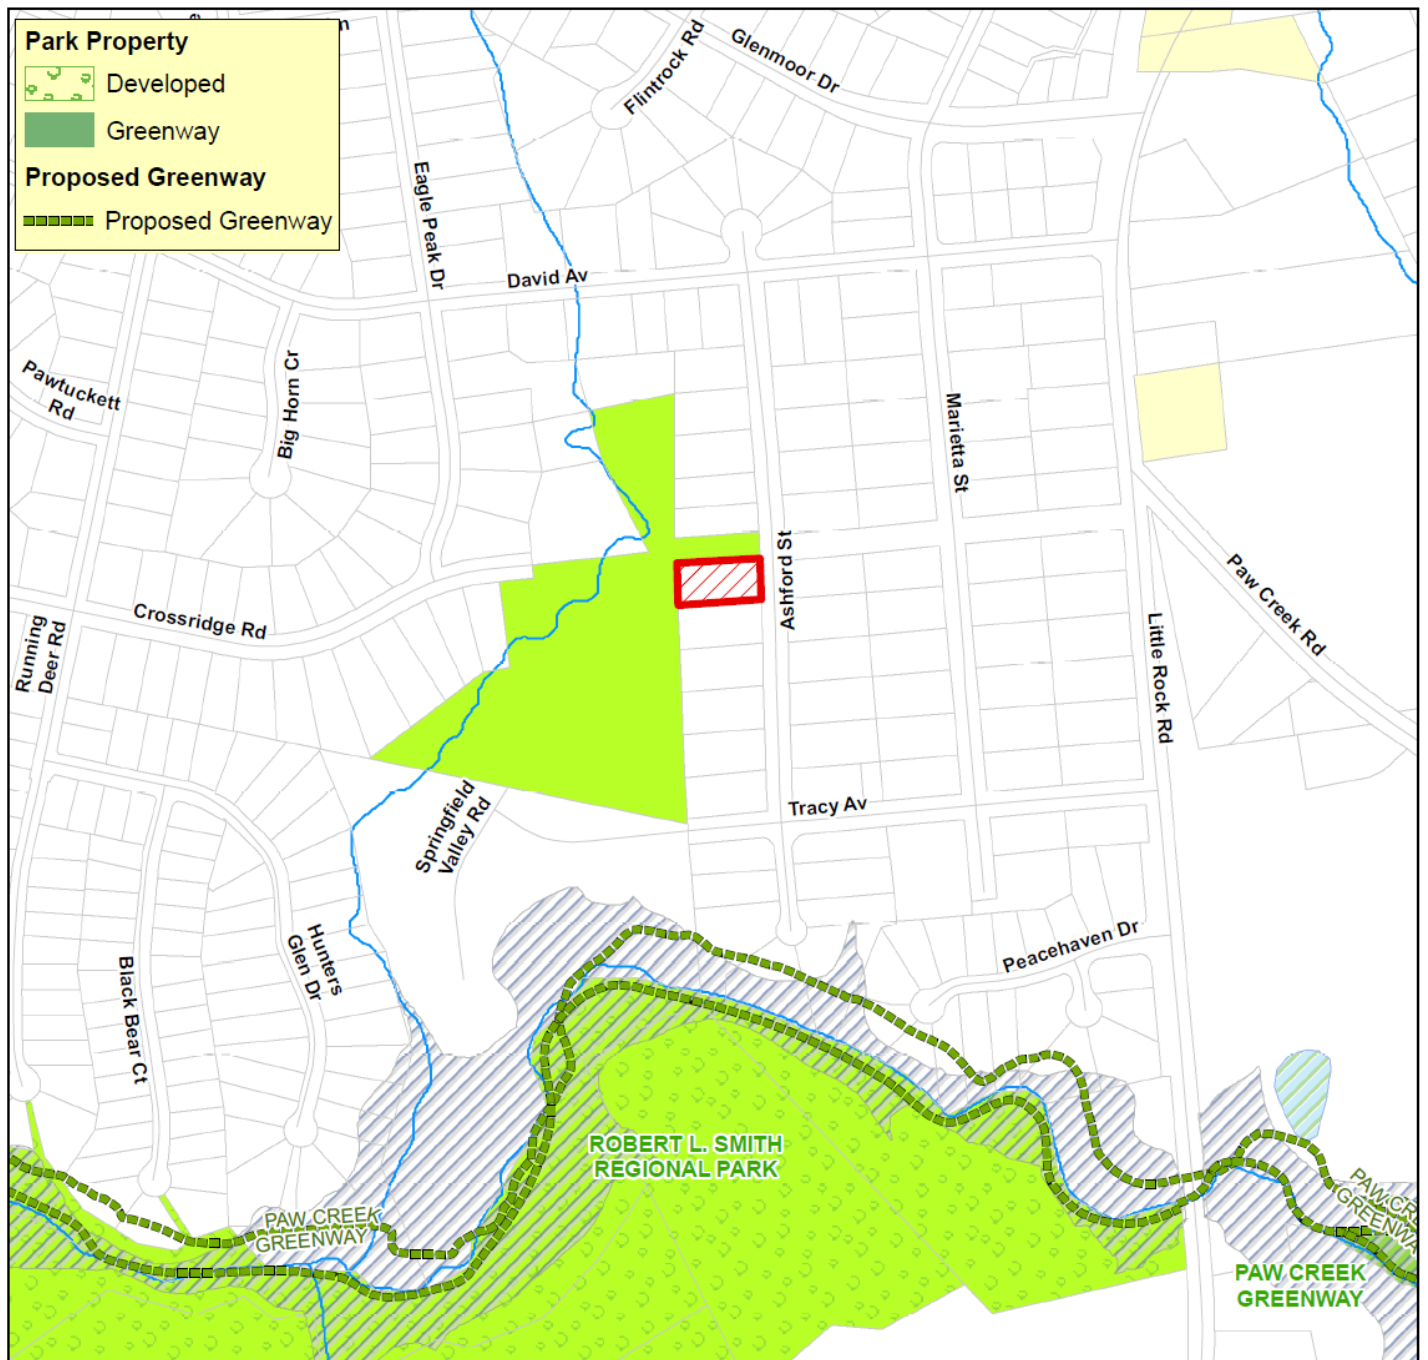 Park Property
Developed
Greenway
Proposed Greenway
Proposed Greenway
Flintrock Rd
Glenmoor Dr
Eagle Peak Dr
David Av
Pawtuckett
Rd
Big Horn Cr
Marietta St
Ashford St
Paw Creek Rd
Crossridge Rd
Running
Deer Rd
Little Rock Rd
Springfield
Valley Rd
Tracy Av
Hunters
Glen Dr
Black Bear Ct
Peacehaven Dr
ROBERT L. SMITH
REGIONAL PARK
PAW CREEK
GREENWAY
PAW CR
GREENWA
PAW CREEK
GREENWAY